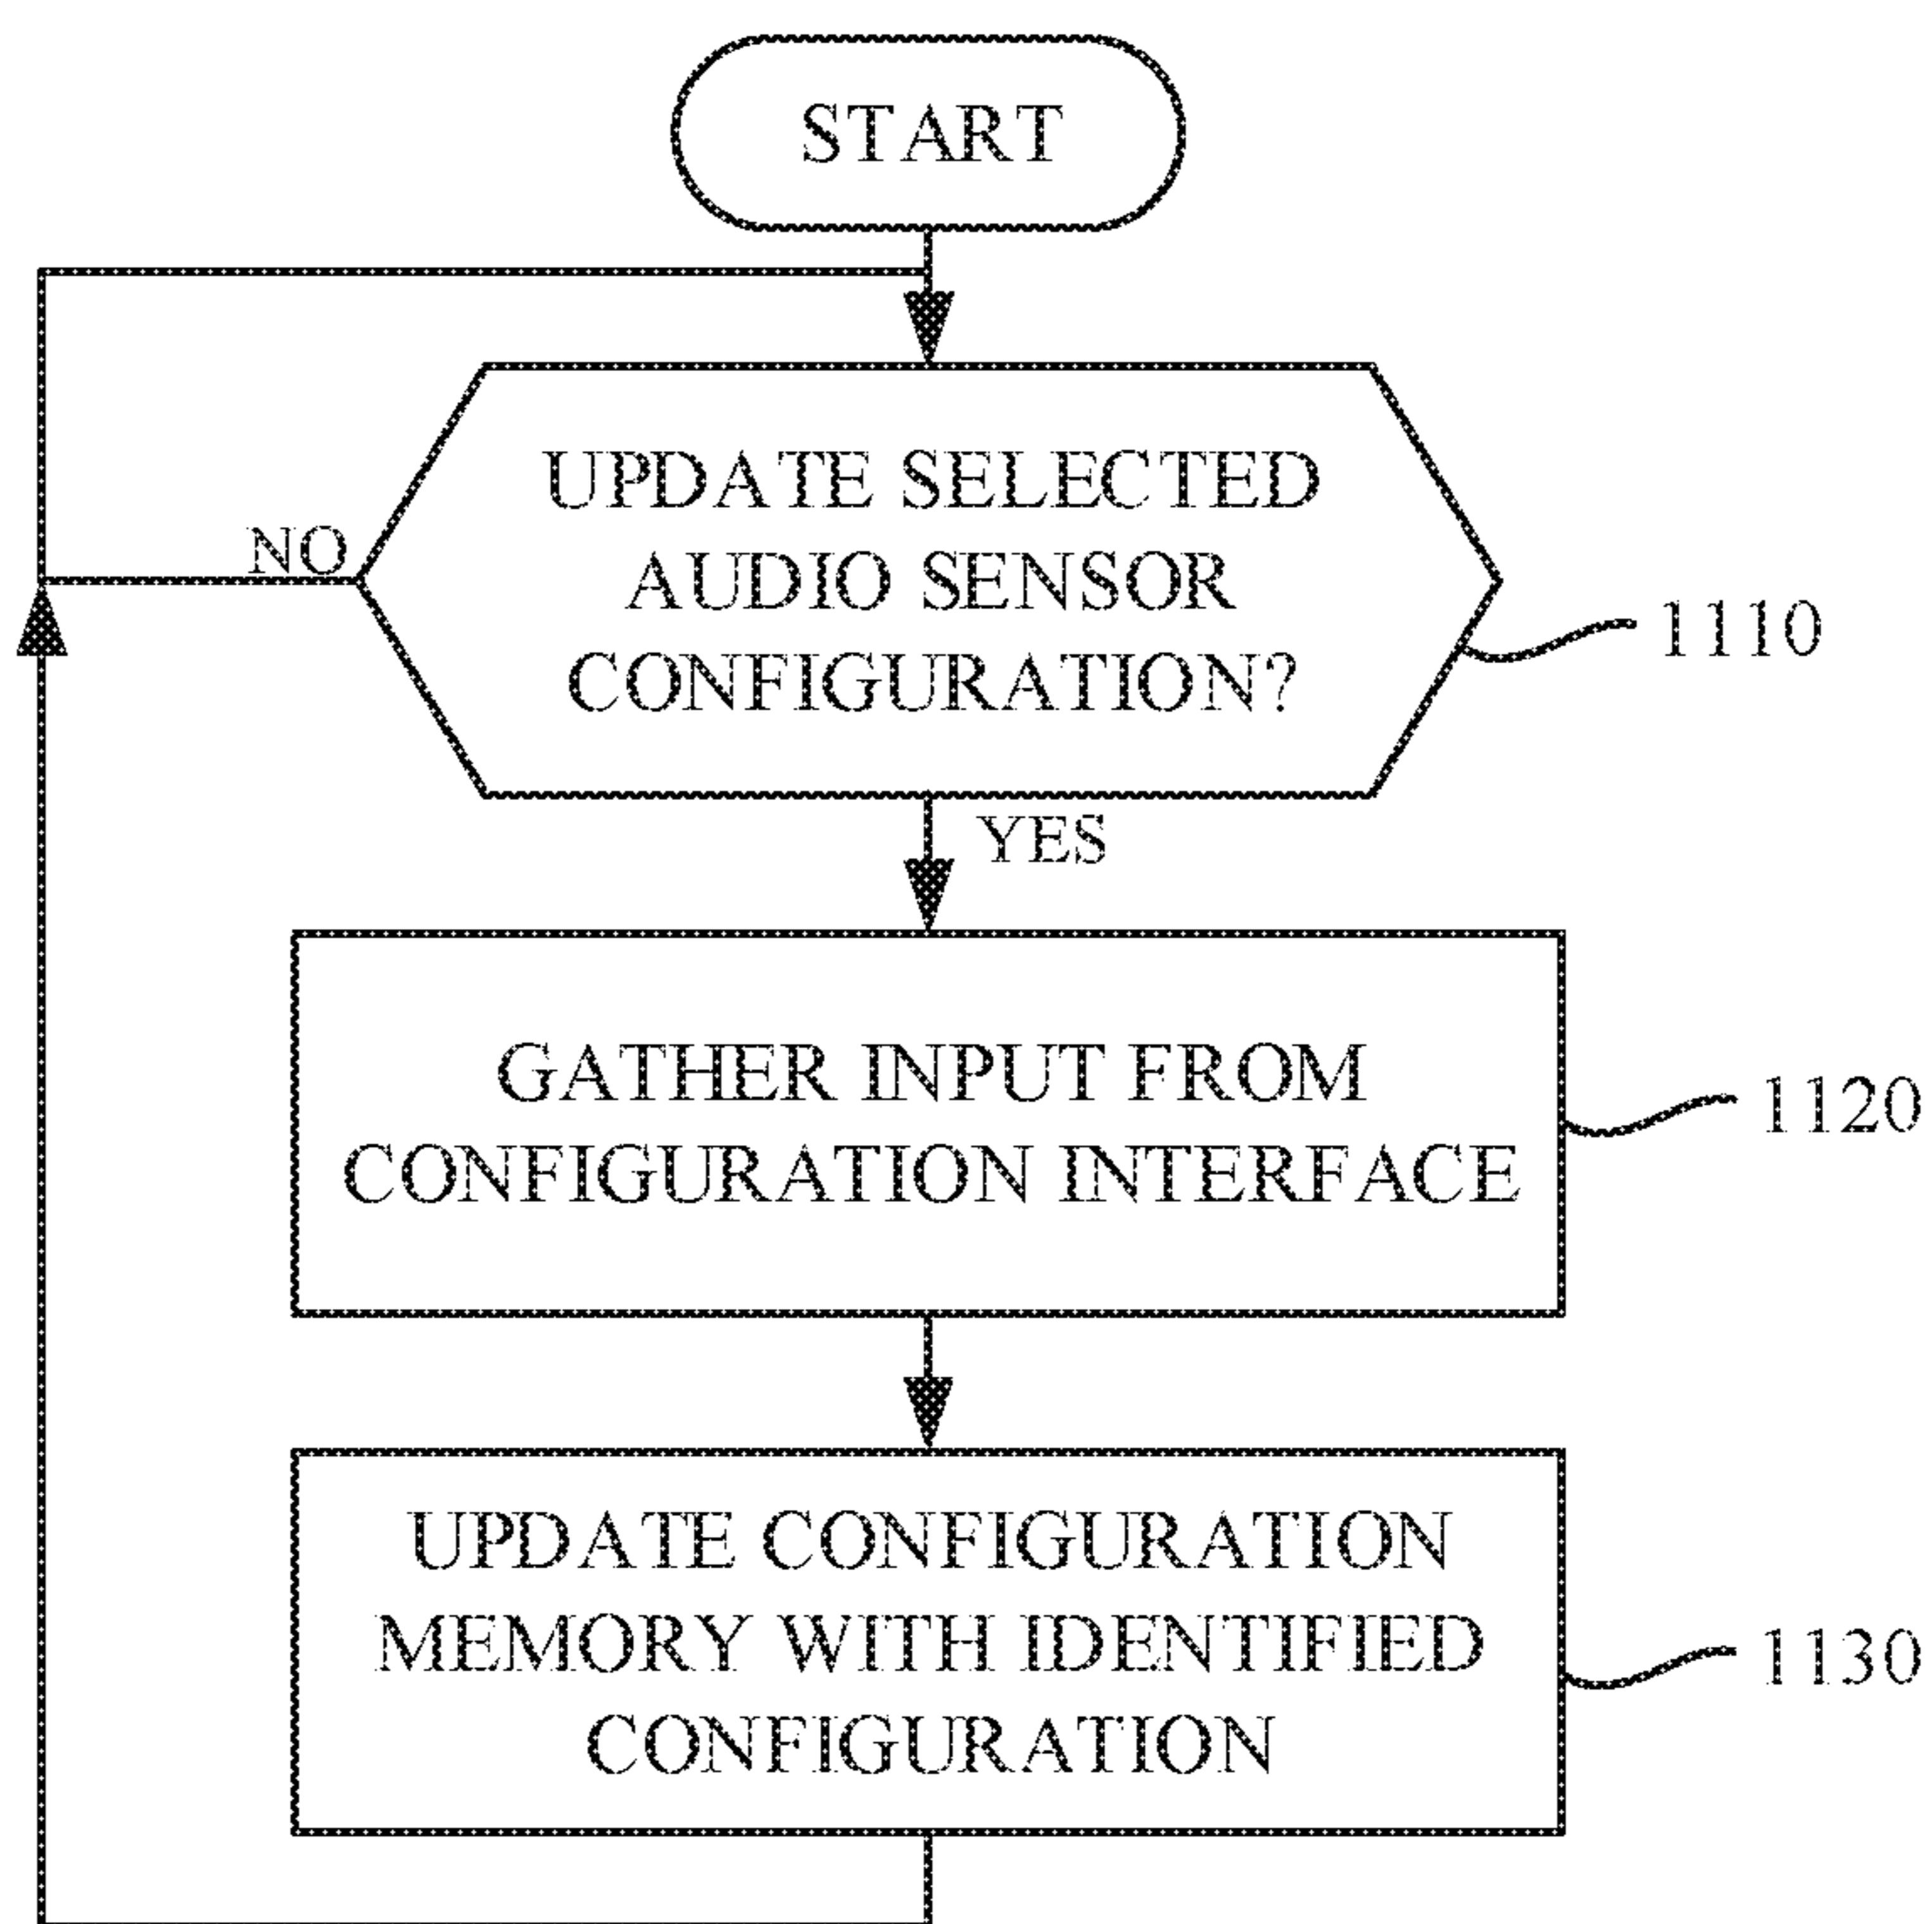 START
UPDATE SELECTED
AUDIO SENSOR
CONFIGURATION?
NO
1110
YES
GATHER INPUT FROM
CONFIGURATION INTERFACE
1120
UPDATE CONFIGURATION
MEMORY WITH IDENTIFIED
CONFIGURATION
1130